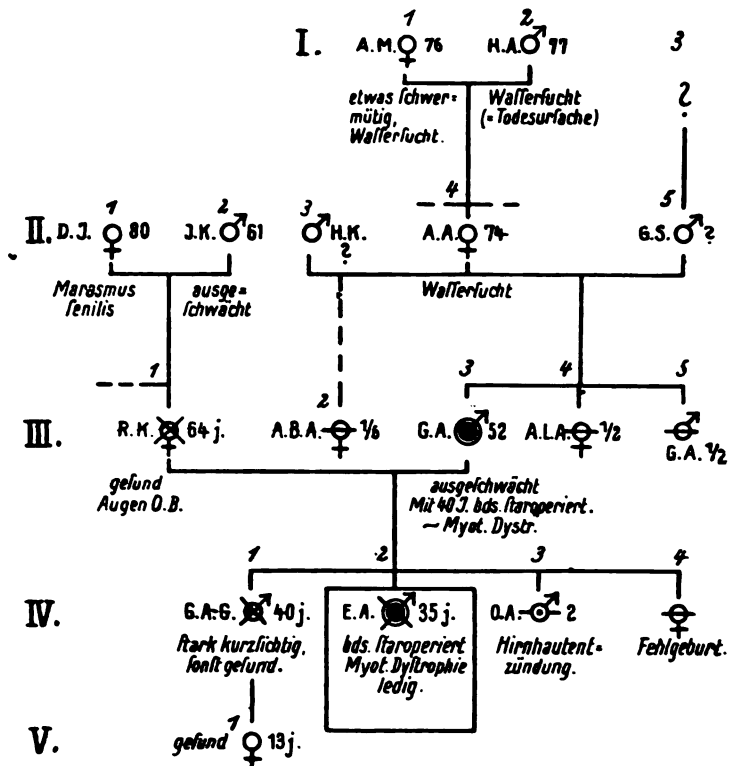 1 2
I. A.M. 76 H.A. 77 3
etwas schwer=
mütig,
Wassersucht.
Wassersucht
(=Todesursache)
?
1 2 3 4 5
II. D.J. 80 J.K. 61 H.K. A.A. 74 G.S. ?
?
Marasmus
senilis
ausge=
schwächt
Wassersucht
1 2 3 4 5
III. R.K. 64 j. A.B.A. 1/6 G.A. 52 A.L.A. 1/2 G.A. 1/2
gesund
Augen O.B.
ausgeschwächt
Mit 40 J. bds. staroperiert.
~ Myot. Dystr.
1 2 3 4
IV. G.A-G. 40 j. E.A. 35 j. O.A. 2
stark kurzsichtig,
sonst gesund.
bds. staroperiert
Myot. Dystrophie
ledig.
Hirnhautent=
zündung.
Fehlgeburt.
1
V. gesund 13 j.